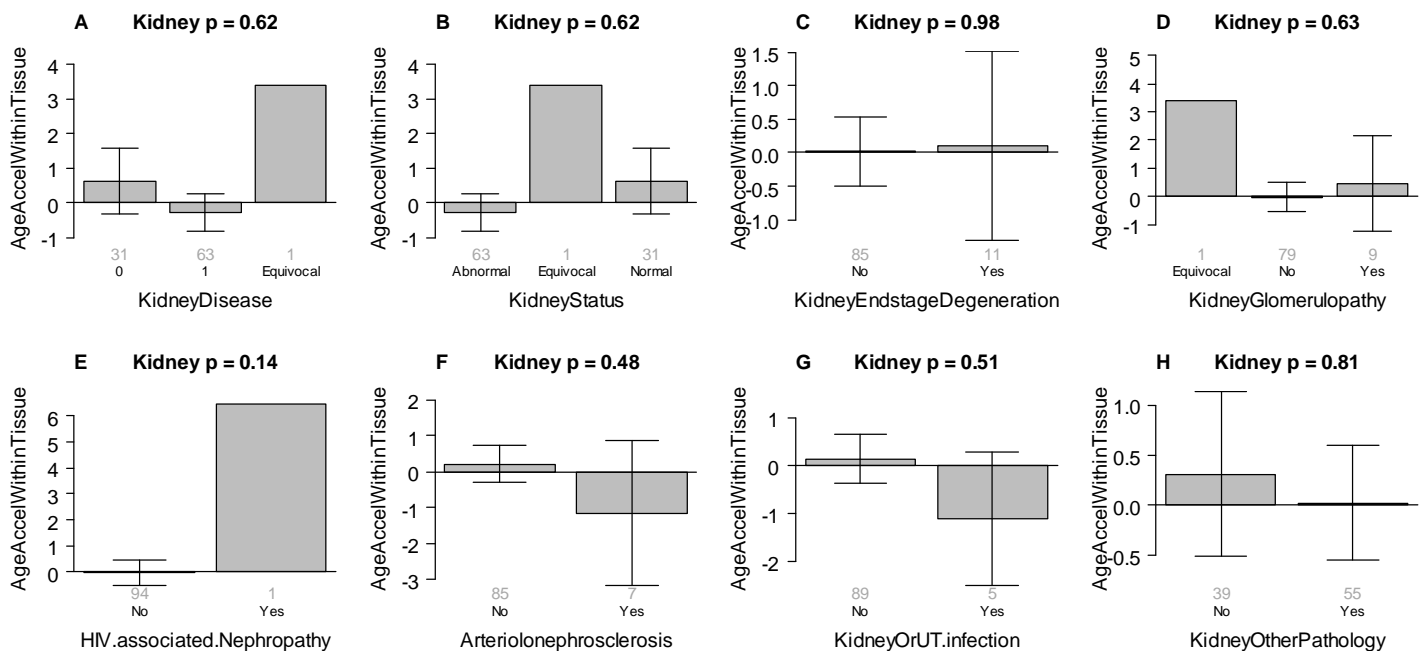 A Kidney p = 0.62
AgeAccelWithinTissue
4
3
2
1
0
-1
31 63 1
0 1 Equivocal
KidneyDisease
B Kidney p = 0.62
AgeAccelWithinTissue
4
3
2
1
0
-1
63 1 31
Abnormal Equivocal Normal
KidneyStatus
C Kidney p = 0.98
AgeAccelWithinTissue
1.5
1.0
0.5
0.0
-0.5
-1.0
85 11
No Yes
KidneyEndstageDegeneration
D Kidney p = 0.63
AgeAccelWithinTissue
5
4
3
2
1
0
-1
1 79 9
Equivocal No Yes
KidneyGlomerulopathy
E Kidney p = 0.14
AgeAccelWithinTissue
6
5
4
3
2
1
0
94 1
No Yes
HIV.associated.Nephropathy
F Kidney p = 0.48
AgeAccelWithinTissue
2
1
0
-1
-2
-3
85 7
No Yes
Arteriolonephrosclerosis
G Kidney p = 0.51
AgeAccelWithinTissue
1
0
-1
-2
89 5
No Yes
KidneyOrUT.infection
H Kidney p = 0.81
AgeAccelWithinTissue
1.0
0.5
0.0
-0.5
39 55
No Yes
KidneyOtherPathology